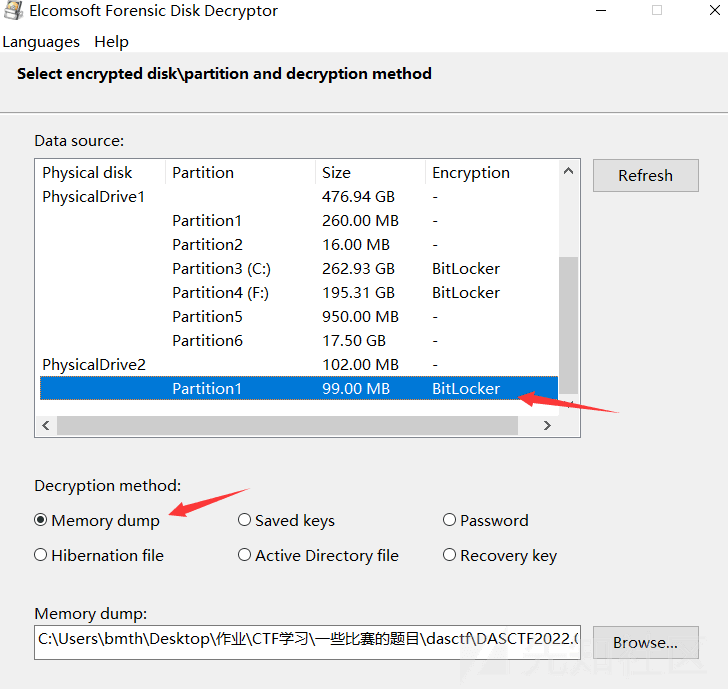 Elcomsoft Forensic Disk Decryptor
Languages Help
Select encrypted disk\partition and decryption method
Data source:
Physical disk Partition Size Encryption
PhysicalDrive1 476.94 GB -
Partition1 260.00 MB -
Partition2 16.00 MB -
Partition3 (C:) 262.93 GB BitLocker
Partition4 (F:) 195.31 GB BitLocker
Partition5 950.00 MB -
Partition6 17.50 GB -
PhysicalDrive2 102.00 MB -
Partition1 99.00 MB BitLocker
Refresh
Decryption method:
Memory dump Saved keys Password
Hibernation file Active Directory file Recovery key
Memory dump:
C:\Users\bmth\Desktop\作业\CTF学习\一些比赛的题目\dasctf\DASCTF2022.0
Browse...